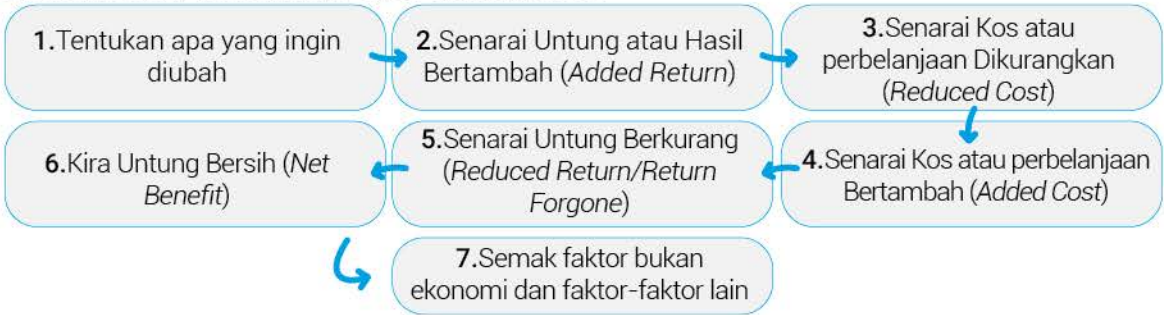 1.Tentukan apa yang ingin
diubah
2.Senarai Untung atau Hasil
Bertambah (Added Return)
3.Senarai Kos atau
perbelanjaan Dikurangkan
(Reduced Cost)
4.Senarai Kos atau perbelanjaan
Bertambah (Added Cost)
5.Senarai Untung Berkurang
(Reduced Return/Return
Forgone)
6.Kira Untung Bersih (Net
Benefit)
7.Semak faktor bukan
ekonomi dan faktor-faktor lain